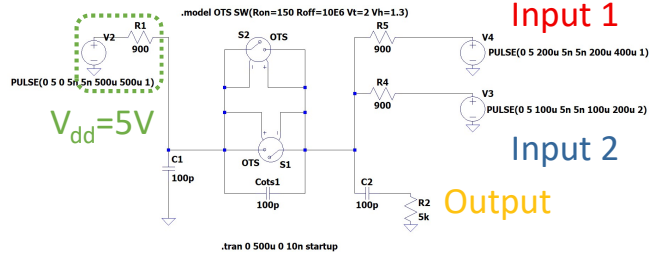 .model OTS SW(Ron=150 Roff=10E6 Vt=2 Vh=1.3)
Input 1
R1
V2
900
PULSE(0 5 0 5n 5n 500u 500u 1)
Vdd=5V
S2
OTS
R5
900
V4
PULSE(0 5 200u 5n 5n 200u 400u 1)
R4
900
V3
PULSE(0 5 100u 5n 5n 100u 200u 2)
Input 2
C1
100p
OTS
S1
Cots1
100p
C2
100p
R2
5k
Output
.tran 0 500u 0 10n startup